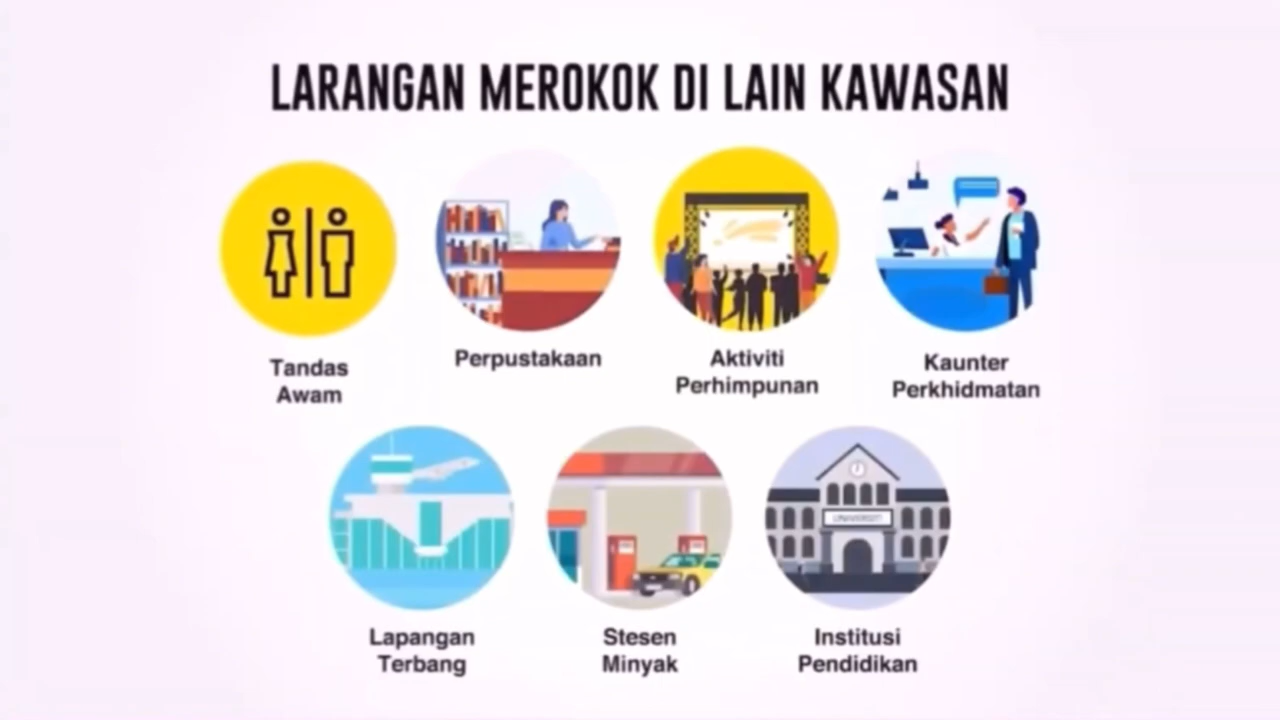 LARANGAN MEROKOK DI LAIN KAWASAN
Tandas
Awam
Perpustakaan
Aktiviti
Perhimpunan
Kaunter
Perkhidmatan
Lapangan
Terbang
Stesen
Minyak
Institusi
Pendidikan